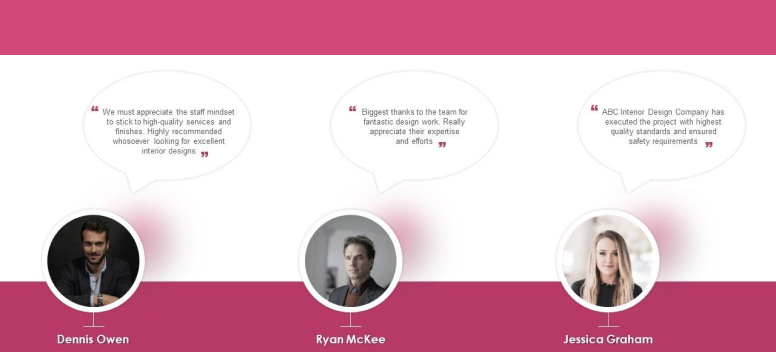 ❝ We must appreciate the staff mindset
to stick to high-quality services and
finishes. Highly recommended
whosoever looking for excellent
interior designs ❞
❝ Biggest thanks to the team for
fantastic design work. Really
appreciate their expertise
and efforts ❞
❝ ABC Interior Design Company has
executed the project with highest
quality standards and ensured
safety requirements ❞
Dennis Owen
Ryan McKee
Jessica Graham